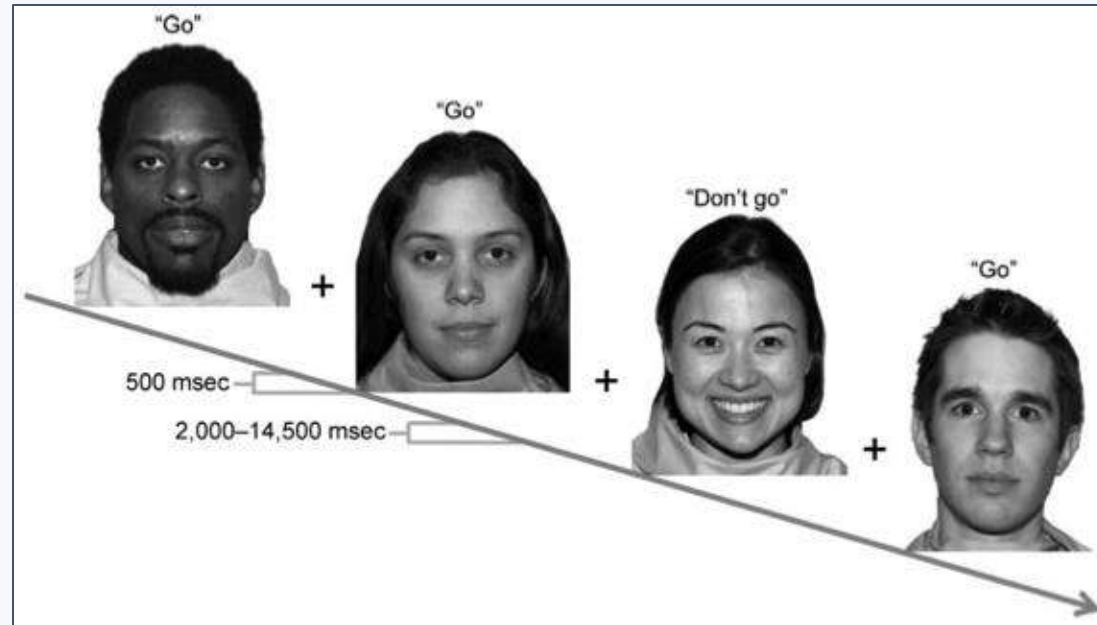 “Go”
“Go”
“Don’t go”
“Go”
+
+
+
500 msec
2,000–14,500 msec